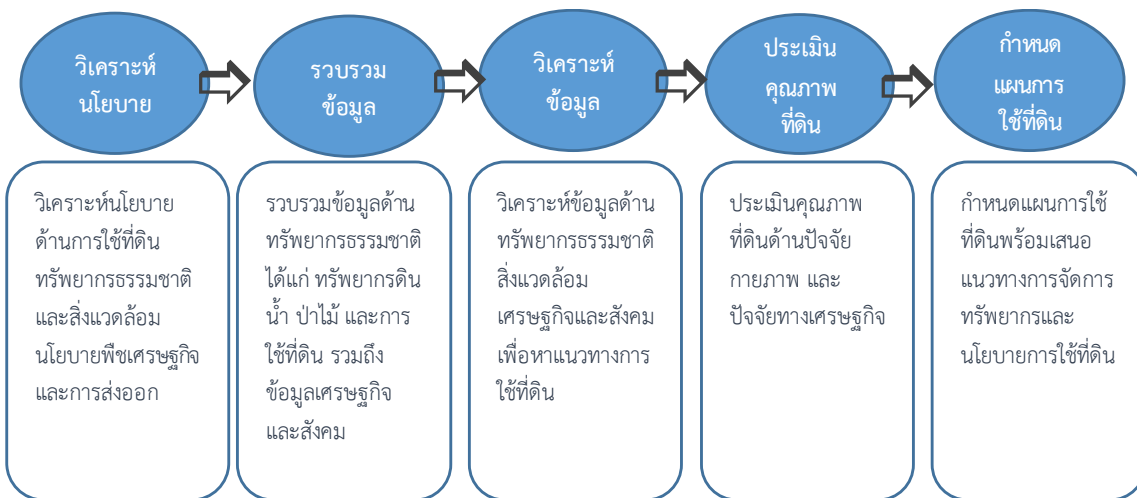 วิเคราะห์
นโยบาย
รวบรวม
ข้อมูล
วิเคราะห์
ข้อมูล
ประเมิน
คุณภาพ
ที่ดิน
กำหนด
แผนการ
ใช้ที่ดิน
วิเคราะห์นโยบาย
ด้านการใช้ที่ดิน
ทรัพยากรธรรมชาติ
และสิ่งแวดล้อม
นโยบายพืชเศรษฐกิจ
และการส่งออก
รวบรวมข้อมูลด้าน
ทรัพยากรธรรมชาติ
ได้แก่ ทรัพยากรดิน
น้ำ ป่าไม้ และการ
ใช้ที่ดิน รวมถึง
ข้อมูลเศรษฐกิจ
และสังคม
วิเคราะห์ข้อมูลด้าน
ทรัพยากรธรรมชาติ
สิ่งแวดล้อม
เศรษฐกิจและสังคม
เพื่อหาแนวทางการ
ใช้ที่ดิน
ประเมินคุณภาพ
ที่ดินด้านปัจจัย
กายภาพ และ
ปัจจัยทางเศรษฐกิจ
กำหนดแผนการใช้
ที่ดินพร้อมเสนอ
แนวทางการจัดการ
ทรัพยากรและ
นโยบายการใช้ที่ดิน